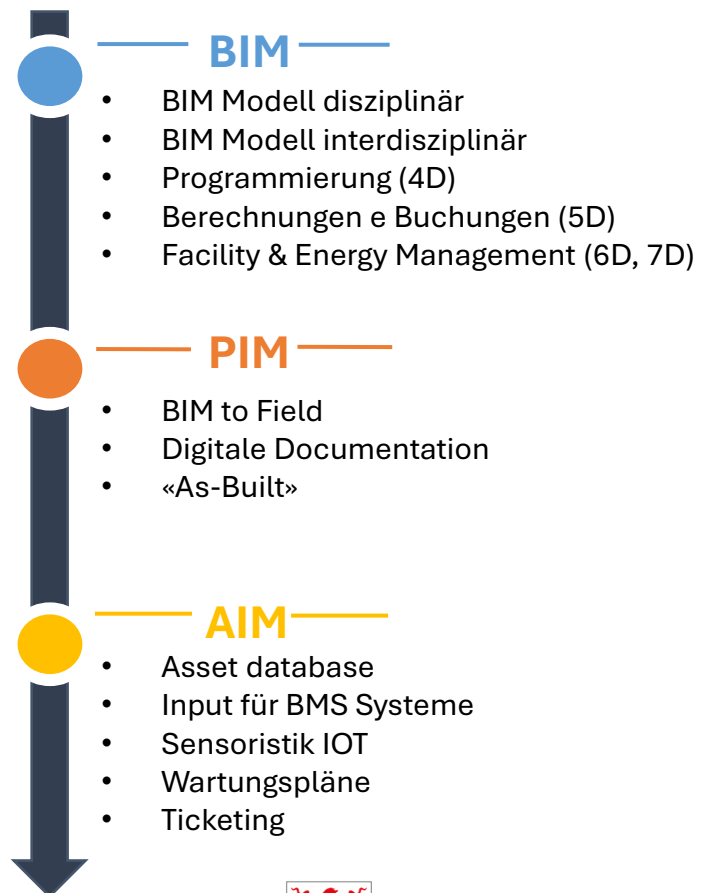 BIM
• BIM Modell disziplinär
• BIM Modell interdisziplinär
• Programmierung (4D)
• Berechnungen e Buchungen (5D)
• Facility & Energy Management (6D, 7D)
PIM
• BIM to Field
• Digitale Documentation
• «As-Built»
AIM
• Asset database
• Input für BMS Systeme
• Sensoristik IOT
• Wartungspläne
• Ticketing